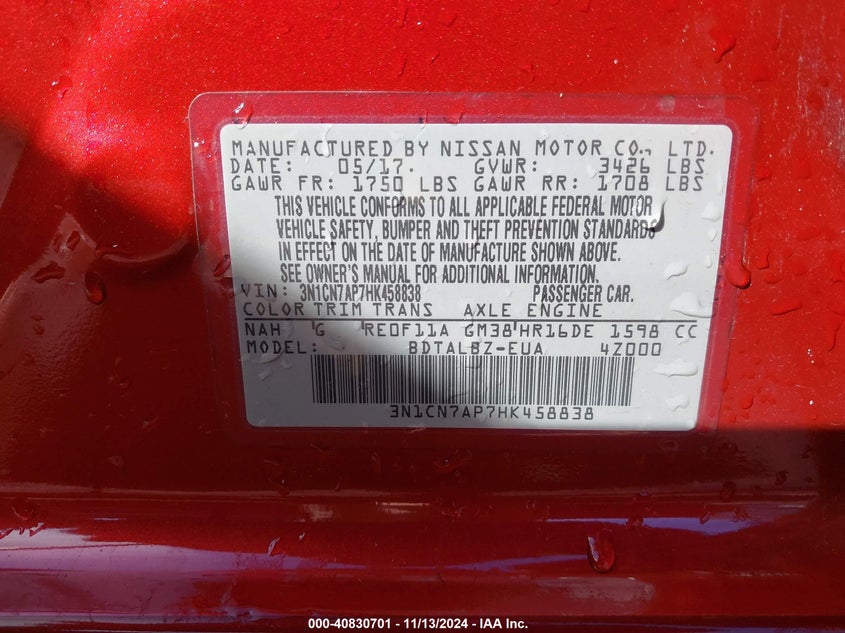 MANUFACTURED BY NISSAN MOTOR CO., LTD.
DATE: 05/17. GVWR: 3426 LBS
GAWR FR: 1750 LBS GAWR RR: 1708 LBS
THIS VEHICLE CONFORMS TO ALL APPLICABLE FEDERAL MOTOR
VEHICLE SAFETY, BUMPER AND THEFT PREVENTION STANDARDS
IN EFFECT ON THE DATE OF MANUFACTURE SHOWN ABOVE.
SEE OWNER'S MANUAL FOR ADDITIONAL INFORMATION.
VIN: 3N1CN7AP7HK458838 PASSENGER CAR.
COLOR TRIM TRANS AXLE ENGINE
NAH G RE0F11A GM38 HR16DE 1598 CC
MODEL: BDTALBZ-EUA 4Z000
3N1CN7AP7HK458838
000-40830701 - 11/13/2024 - IAA Inc.